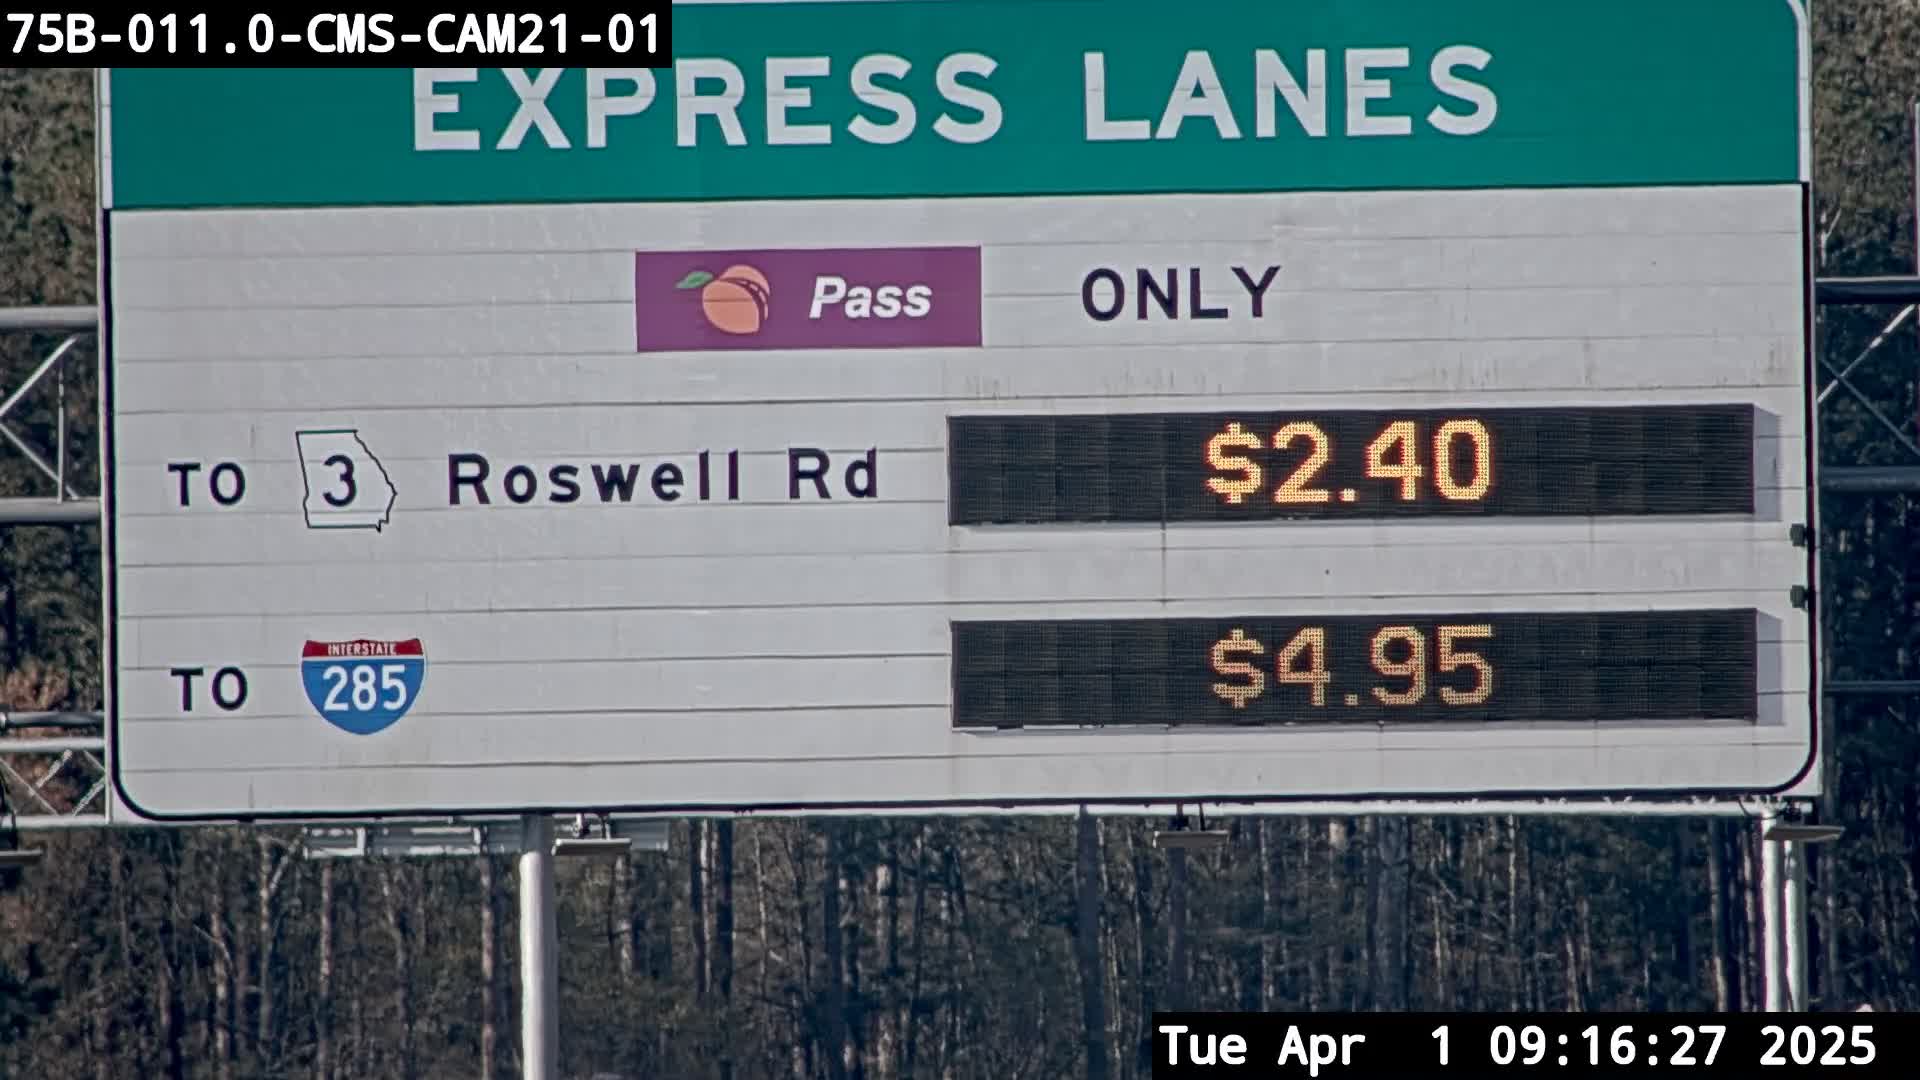 75B-011.0-CMS-CAM21-01
EXPRESS LANES
Pass ONLY
TO 3 Roswell Rd $2.40
INTERSTATE
TO 285 $4.95
Tue Apr 1 09:16:27 2025